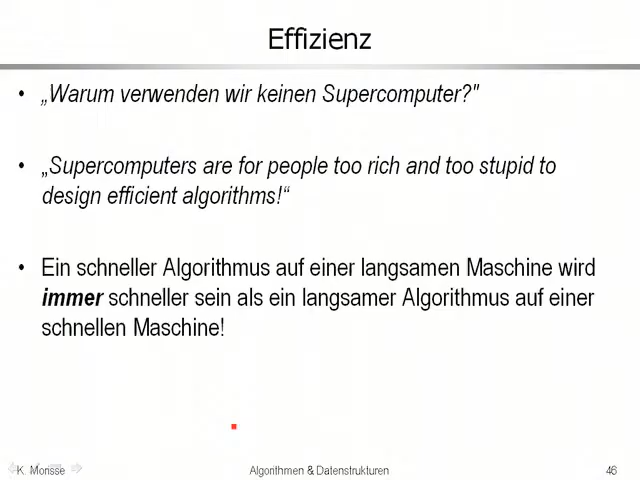 Effizienz
• „Warum verwenden wir keinen Supercomputer?"
• „Supercomputers are for people too rich and too stupid to
design efficient algorithms!“
• Ein schneller Algorithmus auf einer langsamen Maschine wird
immer schneller sein als ein langsamer Algorithmus auf einer
schnellen Maschine!
K. Morisse Algorithmen & Datenstrukturen 46